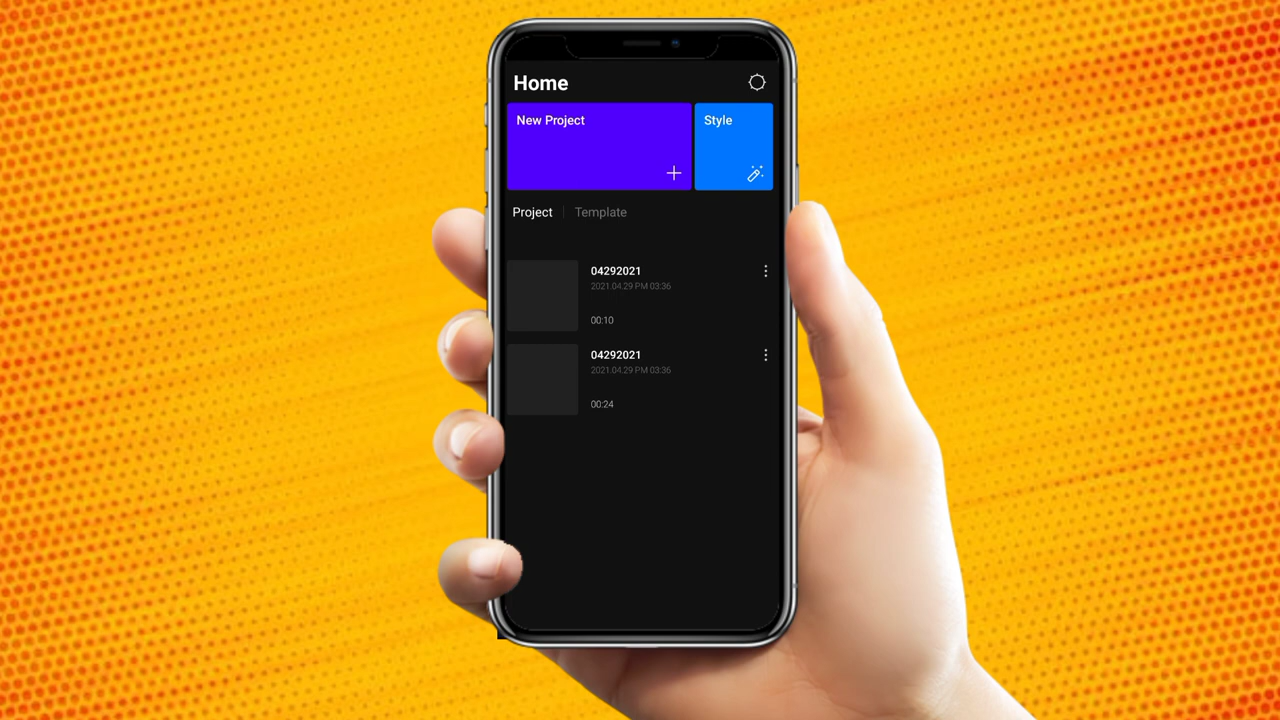 Home
New Project
Style
Project
Template
04292021
2021.04.29 PM 03:36
00:10
04292021
2021.04.29 PM 03:36
00:24